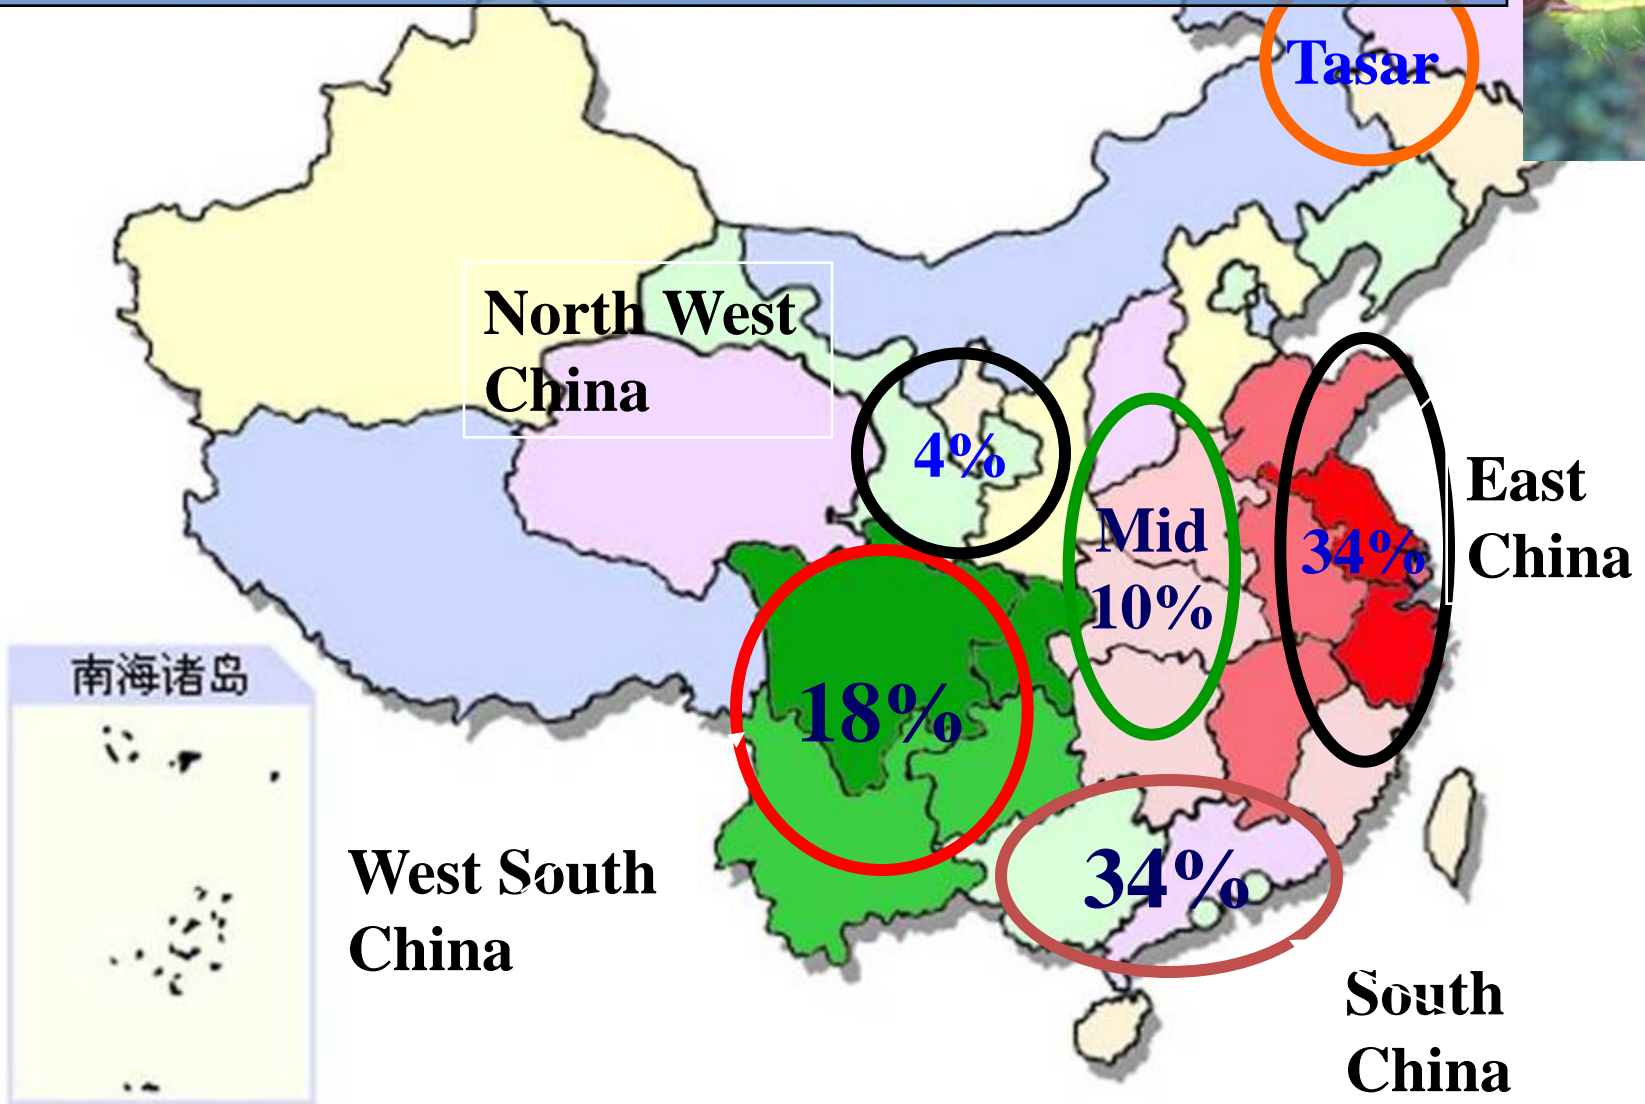 Tasar
North West
China
4%
East
China
Mid
10%
34%
南海诸岛
18%
West South
China
34%
South
China